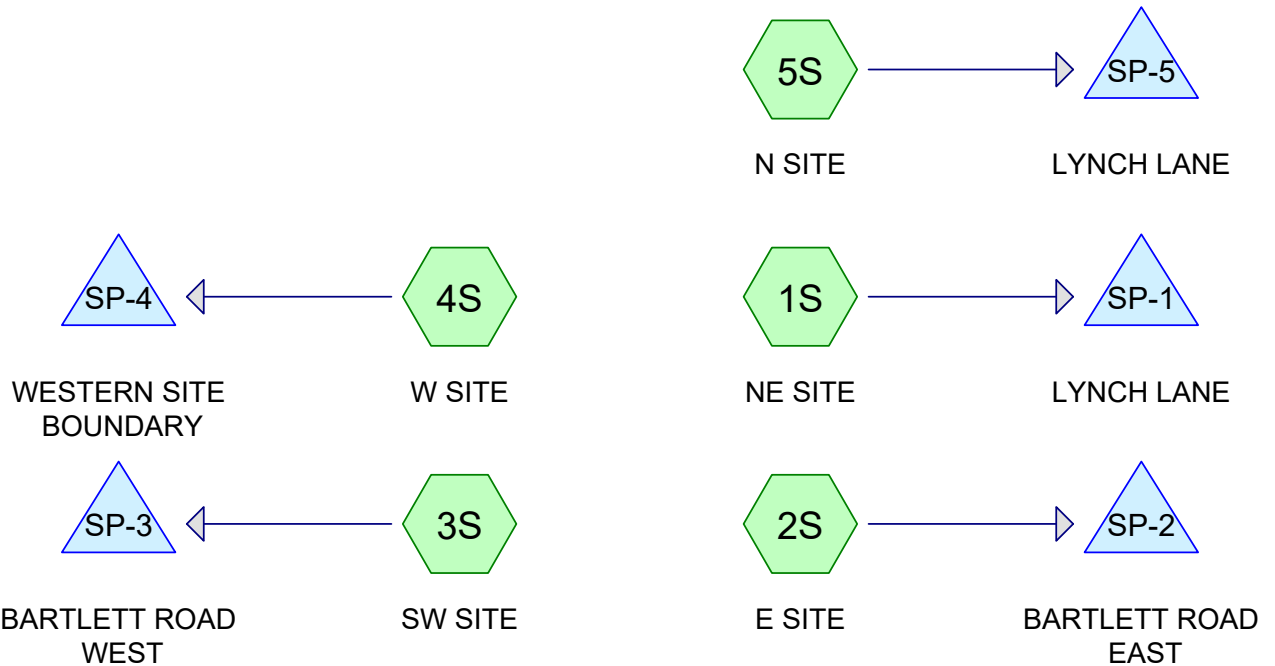 5S
SP-5
N SITE
LYNCH LANE
SP-4
4S
1S
SP-1
WESTERN SITE
BOUNDARY
W SITE
NE SITE
LYNCH LANE
SP-3
3S
2S
SP-2
BARTLETT ROAD
WEST
SW SITE
E SITE
BARTLETT ROAD
EAST